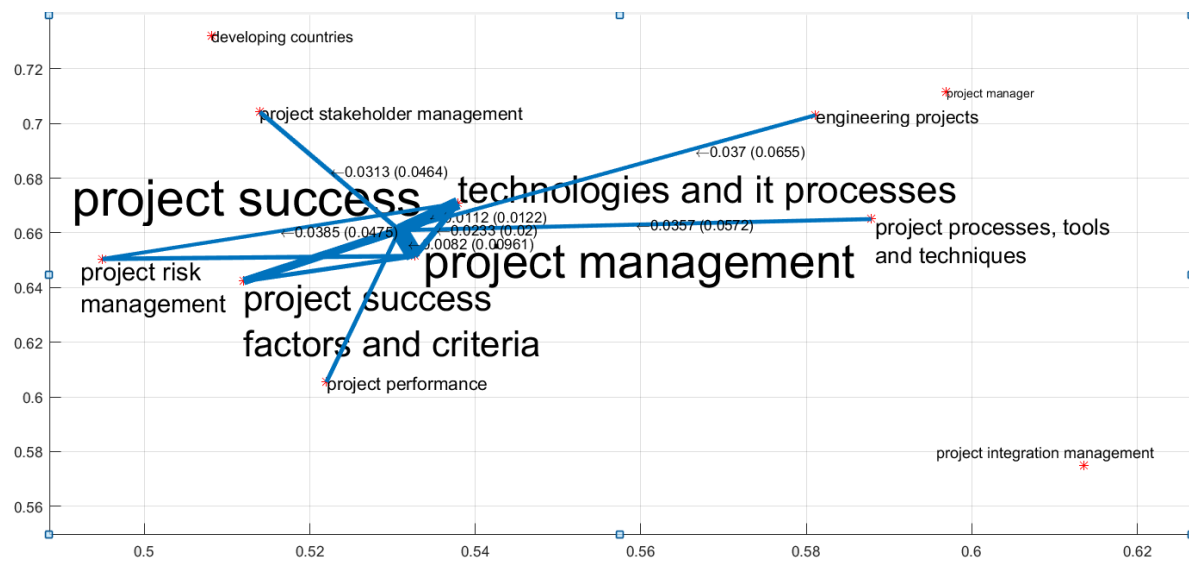 developing countries
0.72
project manager
project stakeholder management
engineering projects
0.7
←0.037 (0.0655)
←0.0313 (0.0464)
0.68
project success
technologies and it processes
←0.0112 (0.0122)
←0.0233 (0.02)
←0.0357 (0.0572)
←0.0385 (0.0475)
0.66
project processes, tools
and techniques
←0.0082 (0.00961)
project management
project risk
management
0.64
project success
factors and criteria
0.62
project performance
0.6
0.58
project integration management
0.56
0.5
0.52
0.54
0.56
0.58
0.6
0.62